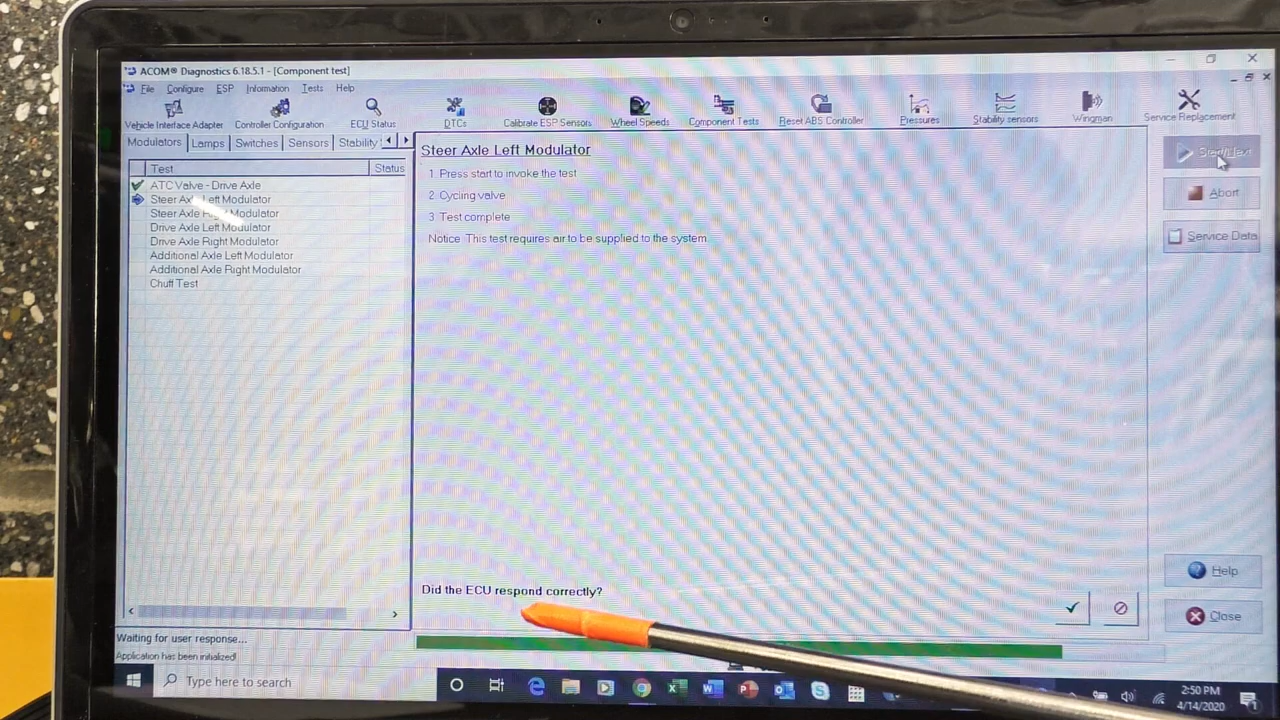 ACOM® Diagnostics 6.18.5.1 - [Component test]
File Configure ESP Information Tests Help
Vehicle Interface Adapter Controller Configuration ECU Status DTCs Calibrate ESP Sensors Wheel Speeds Component Tests Reset ABS Controller Pressures Stability sensors Wingman Service Replacement
Modulators Lamps Switches Sensors Stability
Test Status
ATC Valve - Drive Axle
Steer Axle Left Modulator
Steer Axle Right Modulator
Drive Axle Left Modulator
Drive Axle Right Modulator
Additional Axle Left Modulator
Additional Axle Right Modulator
Chuff Test
Steer Axle Left Modulator
1 Press start to invoke the test
2 Cycling valve
3 Test complete
Notice This test requires air to be supplied to the system
Start/Next
Abort
Service Data
Did the ECU respond correctly?
Help
Close
Waiting for user response...
Application has been initialized!
Type here to search
2:50 PM
4/14/2020